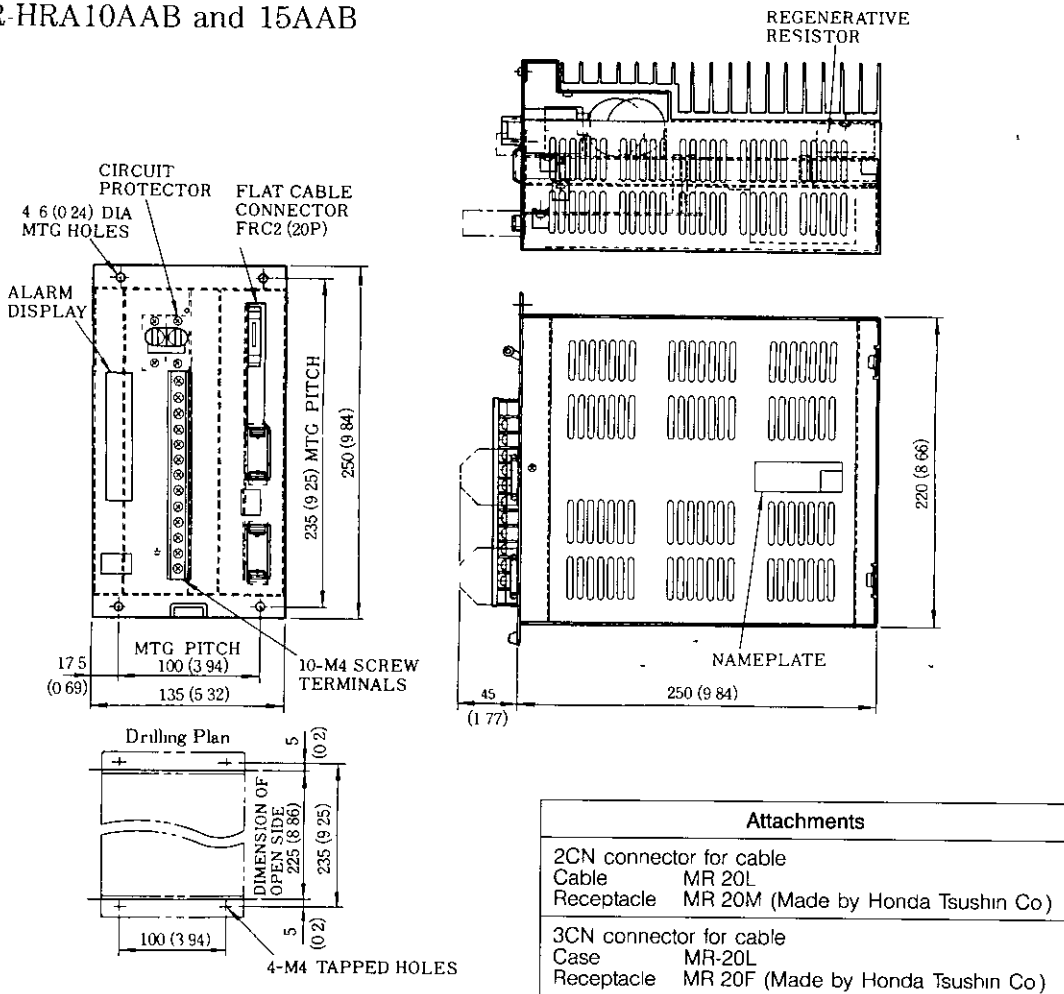 R-HRA10AAB and 15AAB
REGENERATIVE
RESISTOR
CIRCUIT
PROTECTOR
4 6 (0 24) DIA
MTG HOLES
FLAT CABLE
CONNECTOR
FRC2 (20P)
ALARM
DISPLAY
235 (9 25) MTG PITCH
250 (9 84)
MTG PITCH
100 (3 94)
17 5
(0 69)
135 (5 32)
10-M4 SCREW
TERMINALS
220 (8 66)
NAMEPLATE
45
(1 77)
250 (9 84)
Drilling Plan
5
(0 2)
DIMENSION OF
OPEN SIDE
225 (8 86)
235 (9 25)
5
(0 2)
100 (3 94)
4-M4 TAPPED HOLES
Attachments
2CN connector for cable
Cable MR 20L
Receptacle MR 20M (Made by Honda Tsushin Co)
3CN connector for cable
Case MR-20L
Receptacle MR 20F (Made by Honda Tsushin Co)